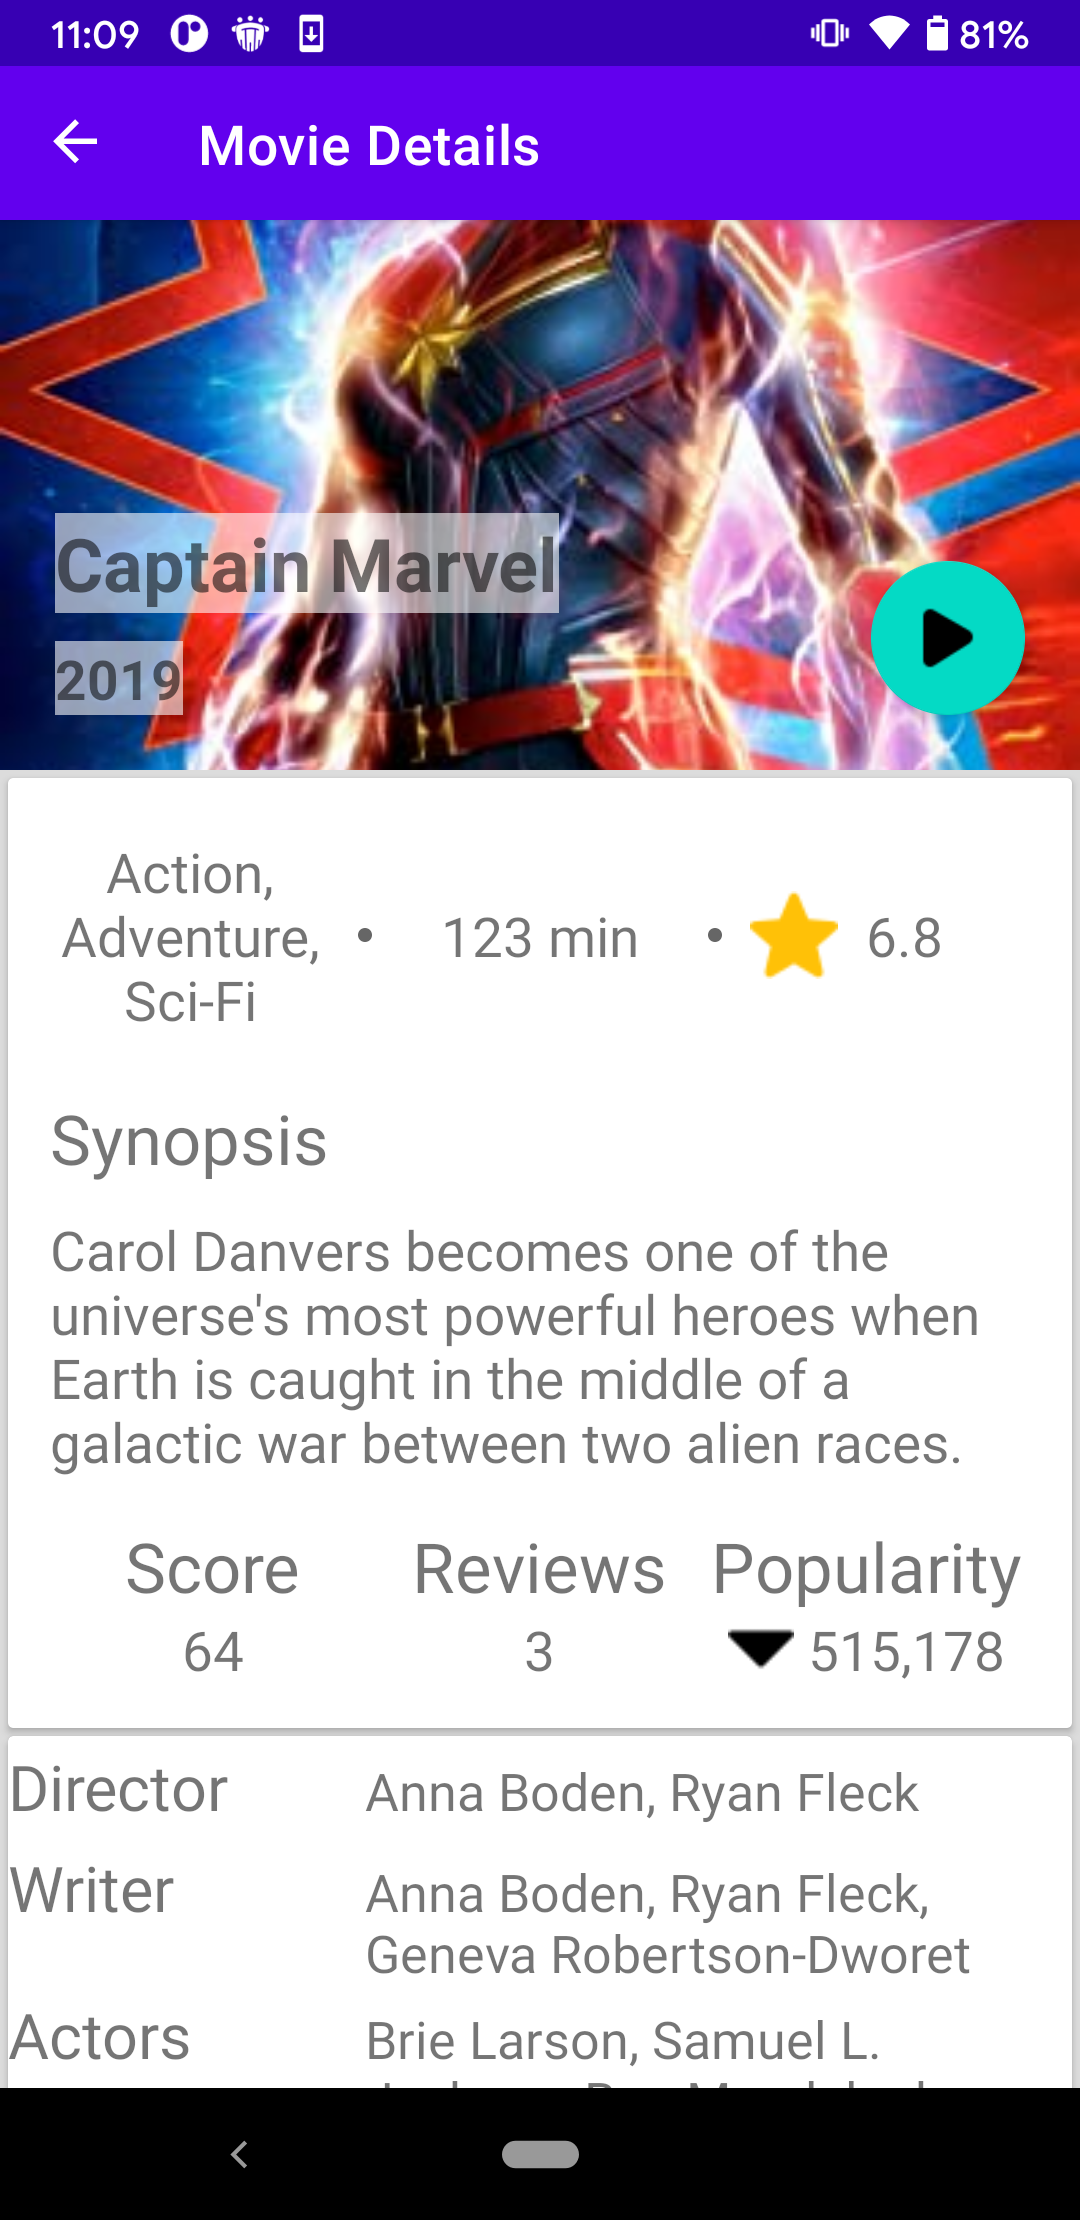 11:09
81%
Movie Details
Captain Marvel
2019
Action,
Adventure,
Sci-Fi
• 123 min • 6.8
Synopsis
Carol Danvers becomes one of the
universe's most powerful heroes when
Earth is caught in the middle of a
galactic war between two alien races.
Score Reviews Popularity
64 3 515,178
Director Anna Boden, Ryan Fleck
Writer Anna Boden, Ryan Fleck,
Geneva Robertson-Dworet
Actors Brie Larson, Samuel L.